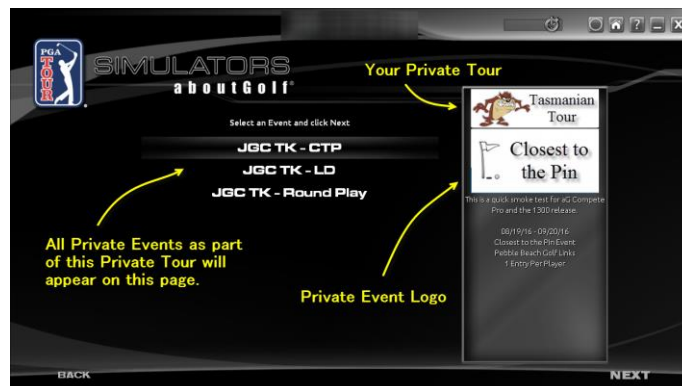 PGA
TOUR
SIMULATORS
aboutGolf
Your Private Tour
Tasmanian
Tour
Select an Event and click Next
JGC TK - CTP
JGC TK - LD
JGC TK - Round Play
Closest to
the Pin
This is a quick smoke test for aG Compete
Pro and the 1300 release.
08/19/16 - 09/20/16
Closest to the Pin Event
Pebble Beach Golf Links
1 Entry Per Player
All Private Events as part
of this Private Tour will
appear on this page.
Private Event Logo
BACK
NEXT